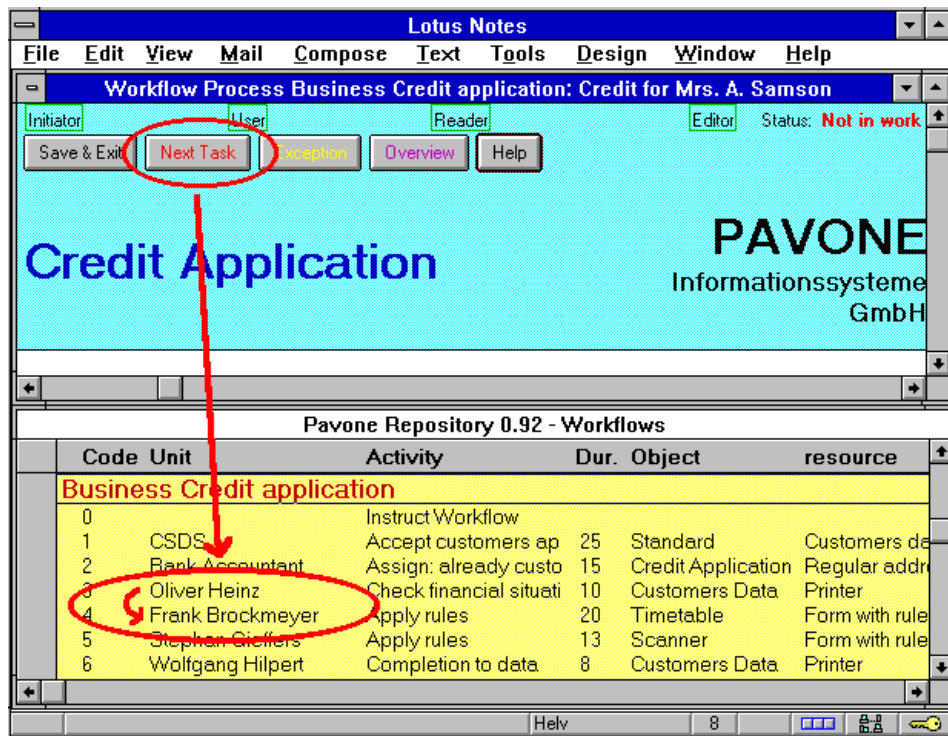 Lotus Notes
File Edit View Mail Compose Text Tools Design Window Help
Workflow Process Business Credit application: Credit for Mrs. A. Samson
Initiator User Reader Editor Status: Not in work
Save & Exit Next Task Exception Overview Help
Credit Application
PAVONE
Informationssysteme
GmbH
Pavone Repository 0.92 - Workflows
Code Unit Activity Dur. Object resource
Business Credit application
0 Instruct Workflow
1 CSDS Accept customers ap 25 Standard Customers da
2 Bank Accountant Assign: already custo 15 Credit Application Regular addre
3 Oliver Heinz Check financial situati 10 Customers Data Printer
4 Frank Brockmeyer Apply rules 20 Timetable Form with rule
5 Stephan Gieffers Apply rules 13 Scanner Form with rule
6 Wolfgang Hilpert Completion to data 8 Customers Data Printer
Helv 8